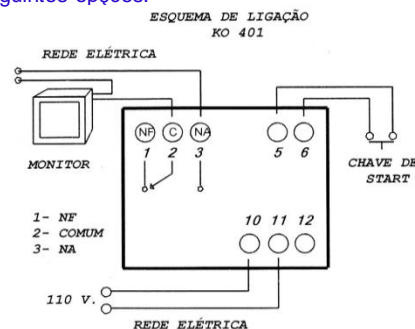 guintes opções:
ESQUEMA DE LIGAÇÃO
KO 401
REDE ELÉTRICA
NF C NA
1 2 3 5 6
MONITOR
CHAVE DE
START
1- NF
2- COMUM
3- NA
10 11 12
110 V.
REDE ELÉTRICA